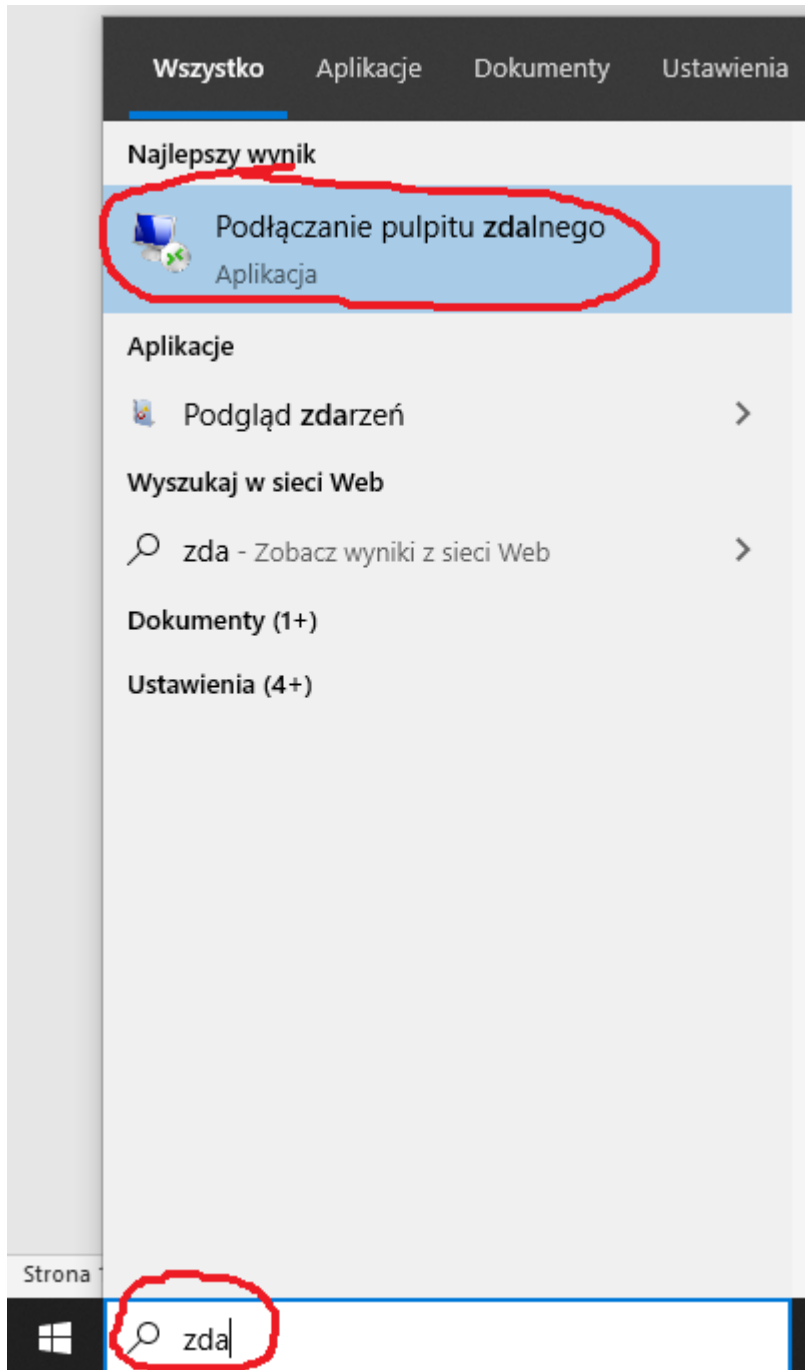 Wszystko Aplikacje Dokumenty Ustawienia
Najlepszy wynik
Podłączanie pulpitu zdalnego
Aplikacja
Aplikacje
Podgląd zdarzeń
Wyszukaj w sieci Web
zda - Zobacz wyniki z sieci Web
Dokumenty (1+)
Ustawienia (4+)
Strona
zda